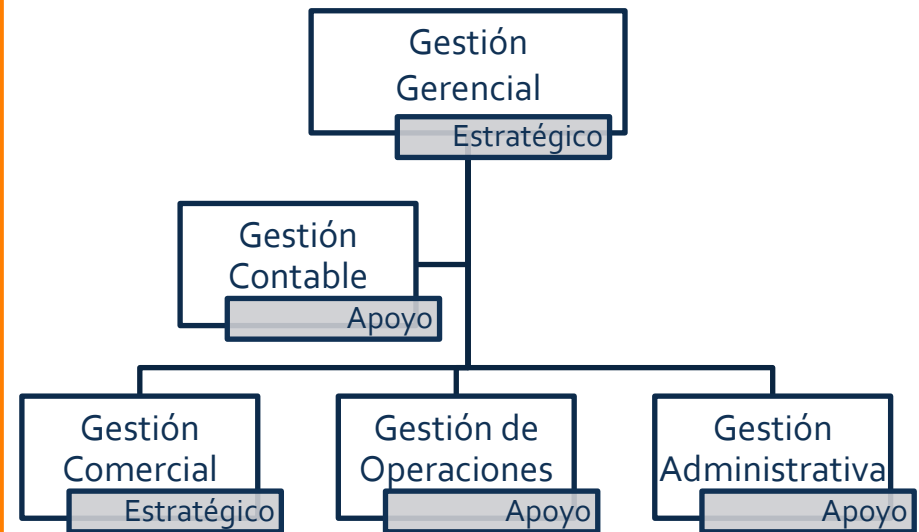 Gestión
Gerencial
Estratégico
Gestión
Contable
Apoyo
Gestión
Comercial
Estratégico
Gestión de
Operaciones
Apoyo
Gestión
Administrativa
Apoyo